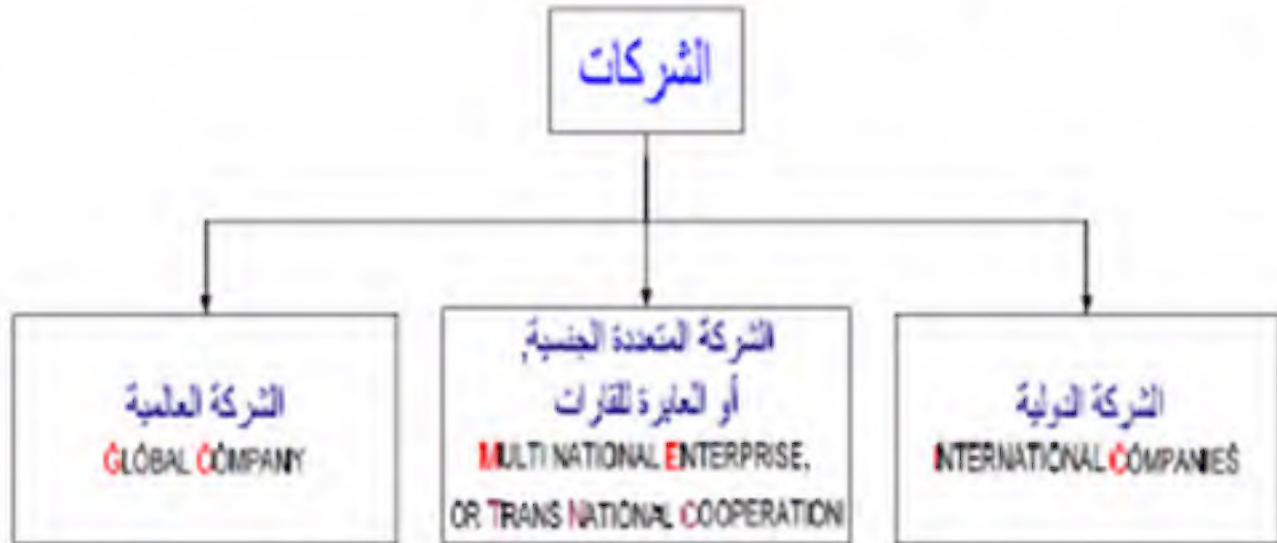 الشركات
الشركة الدولية
INTERNATIONAL COMPANIES
الشركة المتعددة الجنسية,
أو العابرة للقارات
MULTI NATIONAL ENTERPRISE,
OR TRANS NATIONAL COOPERATION
الشركة العالمية
GLOBAL COMPANY